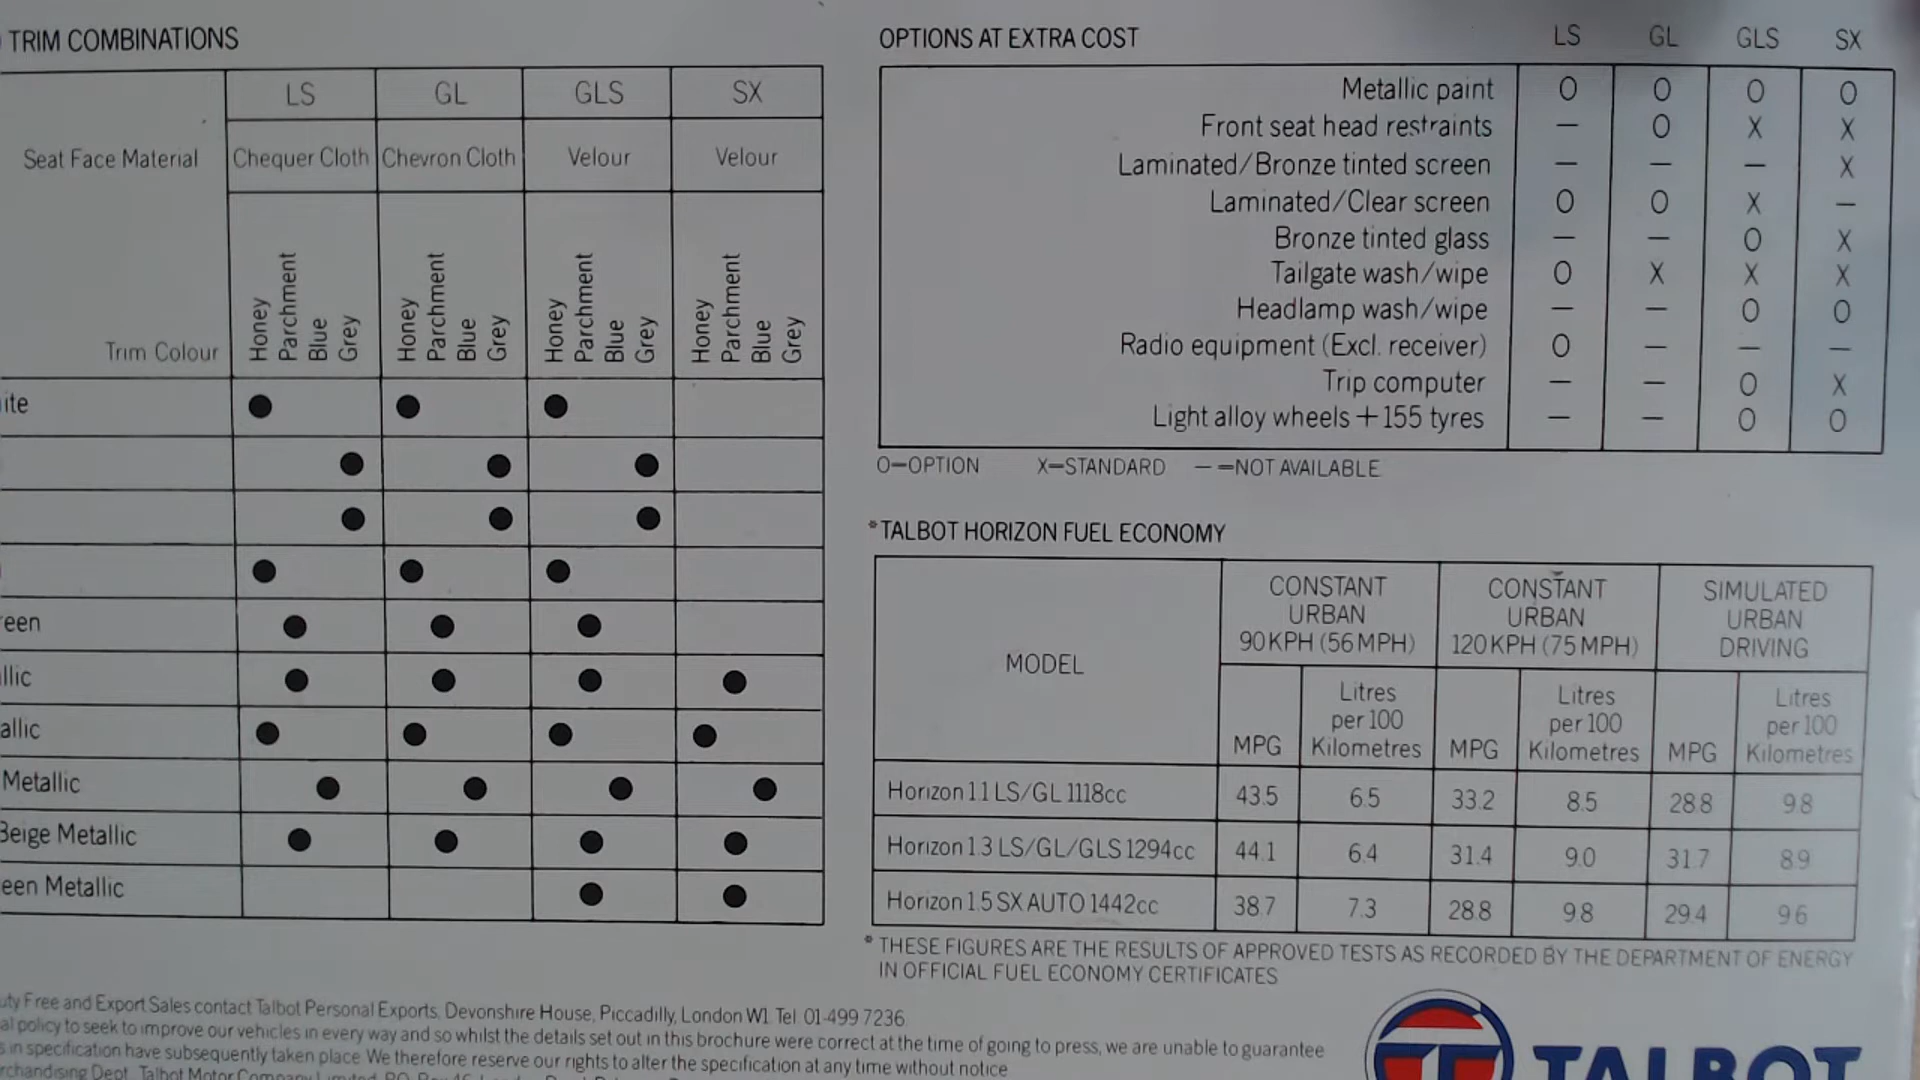 TRIM COMBINATIONS
LS GL GLS SX
Seat Face Material Chequer Cloth Chevron Cloth Velour Velour
Trim Colour Honey Parchment Blue Grey Honey Parchment Blue Grey Honey Parchment Blue Grey Honey Parchment Blue Grey
ite ● ● ●
● ● ●
● ● ●
● ● ●
een ● ● ●
llic ● ● ● ●
allic ● ● ● ●
Metallic ● ● ● ●
Beige Metallic ● ● ● ●
een Metallic ● ●
OPTIONS AT EXTRA COST LS GL GLS SX
Metallic paint O O O O
Front seat head restraints — O X X
Laminated/Bronze tinted screen — — — X
Laminated/Clear screen O O X —
Bronze tinted glass — — O X
Tailgate wash/wipe O X X X
Headlamp wash/wipe — — O O
Radio equipment (Excl. receiver) O — — —
Trip computer — — O X
Light alloy wheels + 155 tyres — — O O
O=OPTION X=STANDARD — =NOT AVAILABLE
*TALBOT HORIZON FUEL ECONOMY
MODEL
CONSTANT URBAN 90 KPH (56 MPH)
CONSTANT URBAN 120 KPH (75 MPH)
SIMULATED URBAN DRIVING
MPG Litres per 100 Kilometres MPG Litres per 100 Kilometres MPG Litres per 100 Kilometres
Horizon 1.1 LS/GL 1118cc 43.5 6.5 33.2 8.5 28.8 9.8
Horizon 1.3 LS/GL/GLS 1294cc 44.1 6.4 31.4 9.0 31.7 8.9
Horizon 1.5 SX AUTO 1442cc 38.7 7.3 28.8 9.8 29.4 9.6
* THESE FIGURES ARE THE RESULTS OF APPROVED TESTS AS RECORDED BY THE DEPARTMENT OF ENERGY
IN OFFICIAL FUEL ECONOMY CERTIFICATES
uty Free and Export Sales contact Talbot Personal Exports, Devonshire House, Piccadilly, London W1. Tel. 01-499 7236.
al policy to seek to improve our vehicles in every way and so whilst the details set out in this brochure were correct at the time of going to press, we are unable to guarantee
s in specification have subsequently taken place. We therefore reserve our rights to alter the specification at any time without notice
rchandising Dept. Talbot Motor Company Limited, P.O. Box
TALBOT